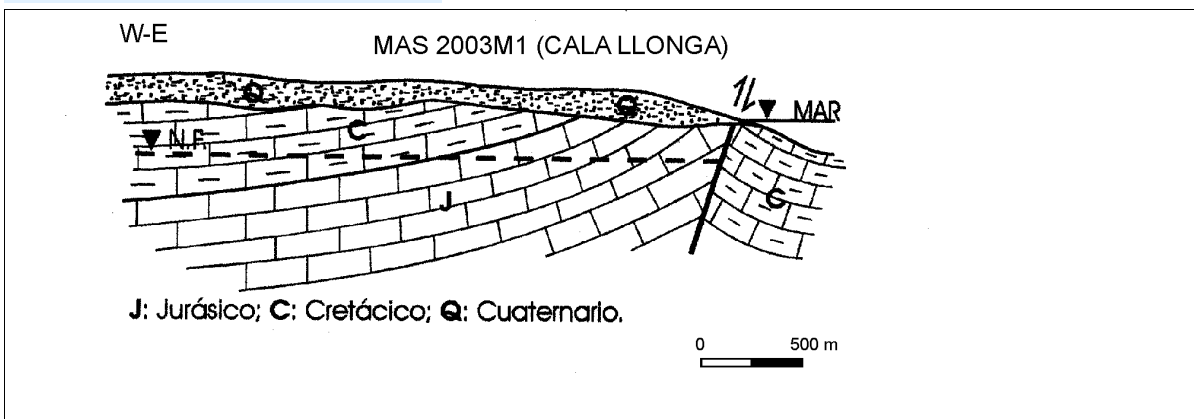 W-E
MAS 2003M1 (CALA LLONGA)
Q
Q
MAR
C
N.F.
J
C
J: Jurásico; C: Cretácico; Q: Cuaternario.
0 500 m